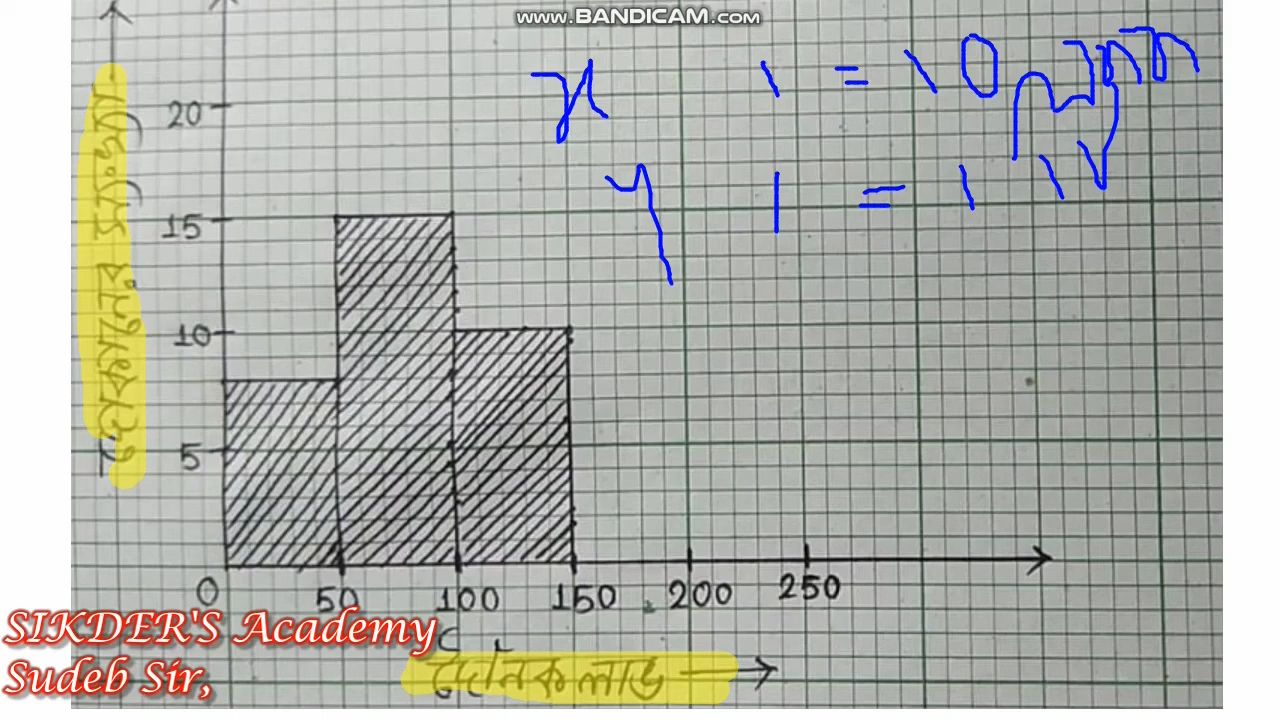 www.BANDICAM.com
x 1 = 10
y 1 = 1
20
15
10
5
0 50 100 150 200 250
দৈনিক লাভ →
SIKDER'S Academy
Sudeb Sir,